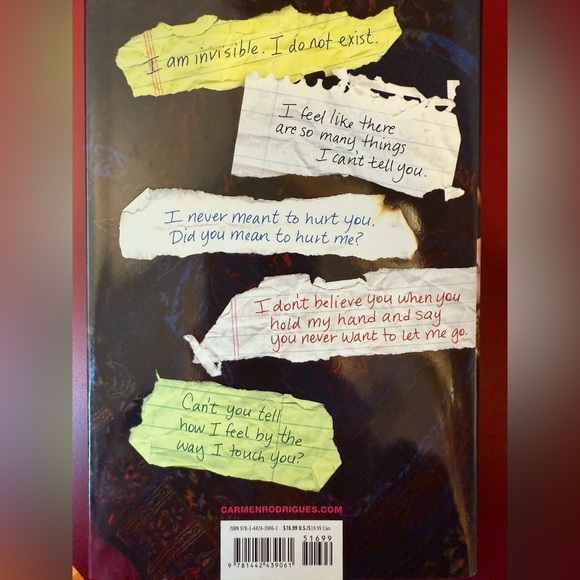 I am invisible. I do not exist.
I feel like there
are so many things
I can't tell you.
I never meant to hurt you.
Did you mean to hurt me?
I don't believe you when you
hold my hand and say
you never want to let me go.
Can't you tell
how I feel by the
way I touch you?
CARMENRODRIGUES.COM
ISBN 978-1-4424-3906-1 $16.99 U.S./$19.99 Can.
51699
9 781442 439061